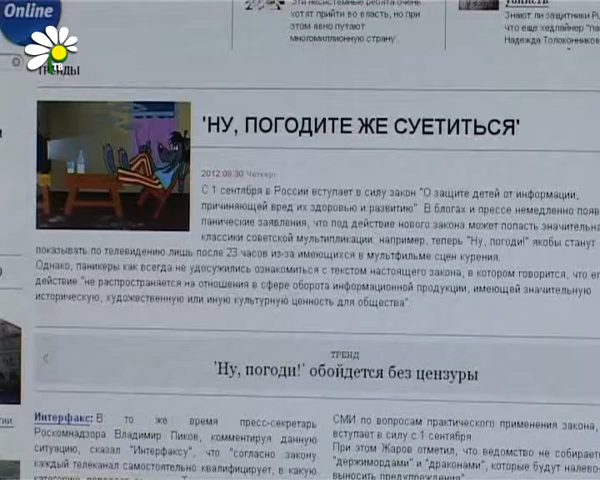 Online
ТВ
Эти несистемные ребята очень
хотят прийти во власть, но при
этом явно путают
многомиллионную страну
Знают ли защитники
что еще хедлайнер
Надежда Толоконников
ТРЕНДЫ
'НУ, ПОГОДИТЕ ЖЕ СУЕТИТЬСЯ'
2012.08.30 Четверг
С 1 сентября в России вступает в силу закон "О защите детей от информации,
причиняющей вред их здоровью и развитию". В блогах и прессе немедленно
панические заявления, что под действие нового закона может попасть
классики советской мультипликации: например, теперь "Ну, погоди!" якобы станут
показывать по телевидению лишь после 23 часов из-за имеющихся в мультфильме сцен курения.
Однако, паникеры как всегда не удосужились ознакомиться с текстом настоящего закона, в котором говорится, что
действие "не распространяется на отношения в сфере оборота информационной продукции, имеющей значительную
историческую, художественную или иную культурную ценность для общества".
ТРЕНД
'Ну, погоди!' обойдется без цензуры
Интерфакс: В то же время пресс-секретарь
Роскомнадзора Владимир Пиков, комментируя данную
ситуацию, сказал "Интерфаксу", что "согласно закону
каждый телеканал самостоятельно квалифицирует, в какую
СМИ по вопросам практического применения закона,
вступает в силу с 1 сентября.
При этом Жаров отметил, что ведомство не собирает
"держимордами" и "драконами", которые будут налево
выносить предупреждения".